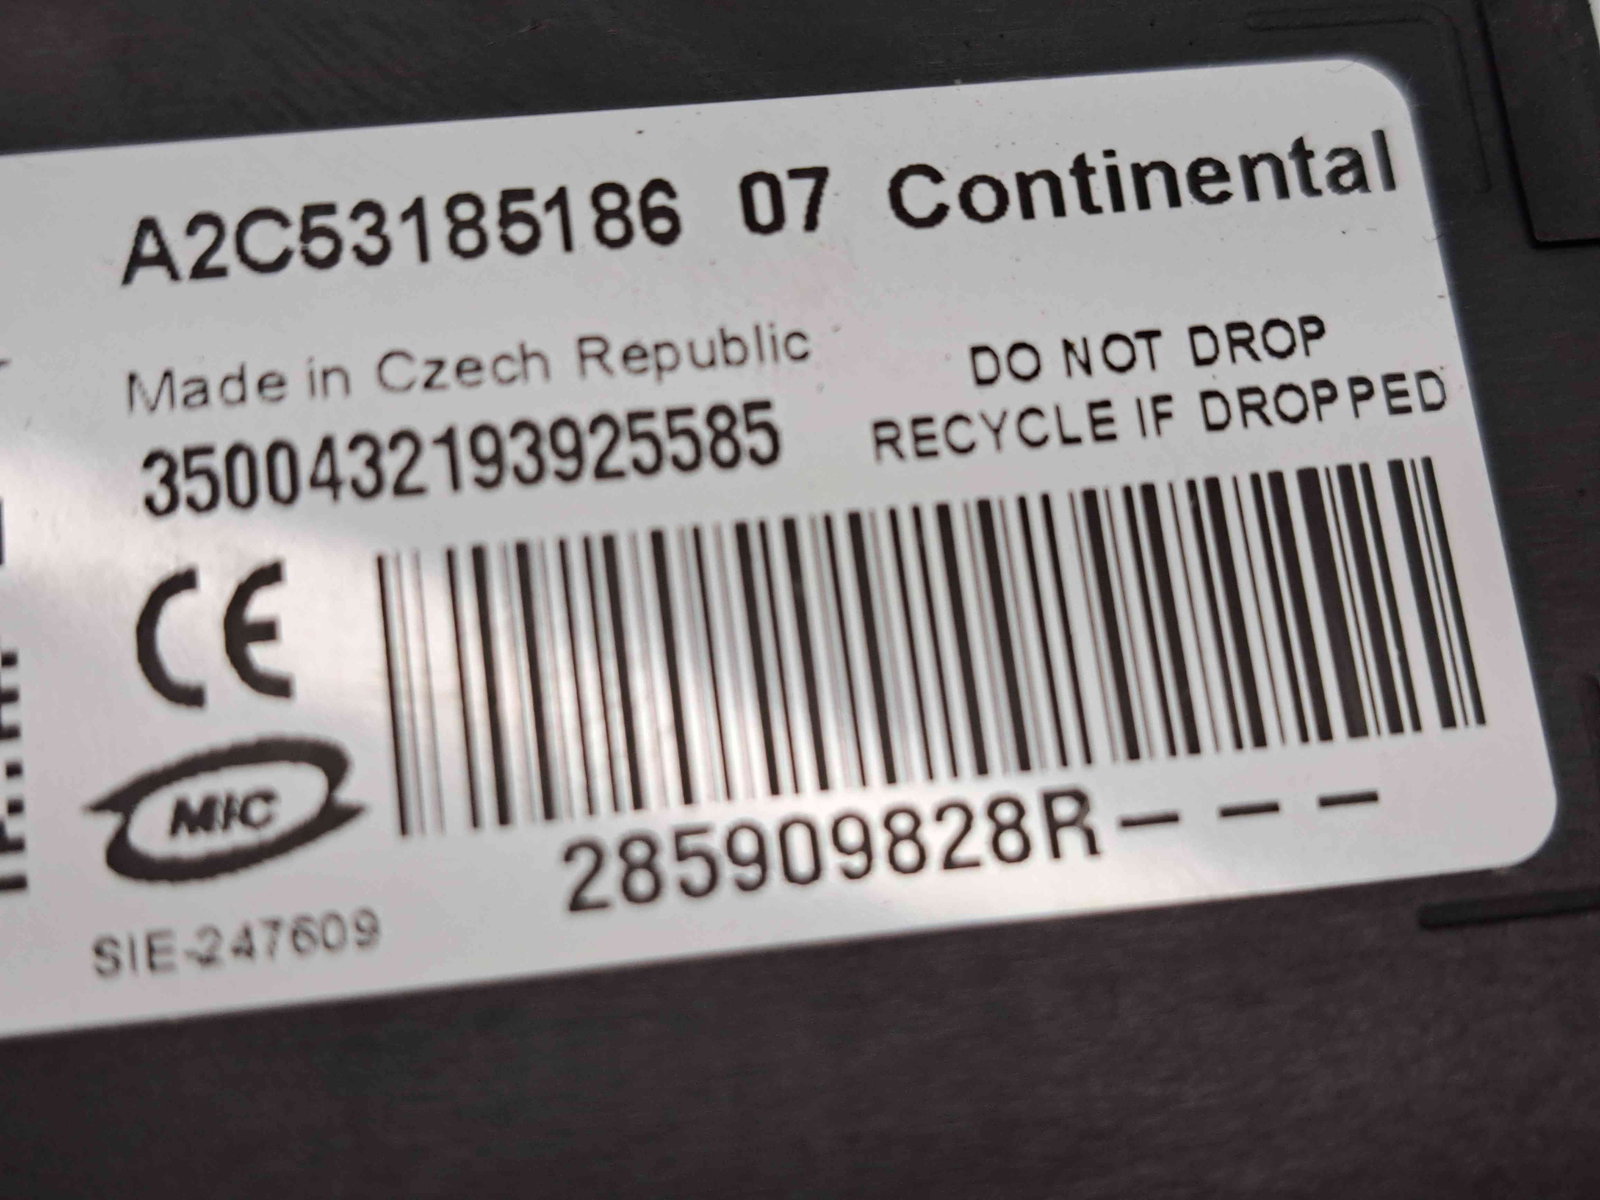 A2C53185186 07 Continental
Made in Czech Republic
3500432193925585
DO NOT DROP
RECYCLE IF DROPPED
CE
MIC
285909828R---
SIE-247609